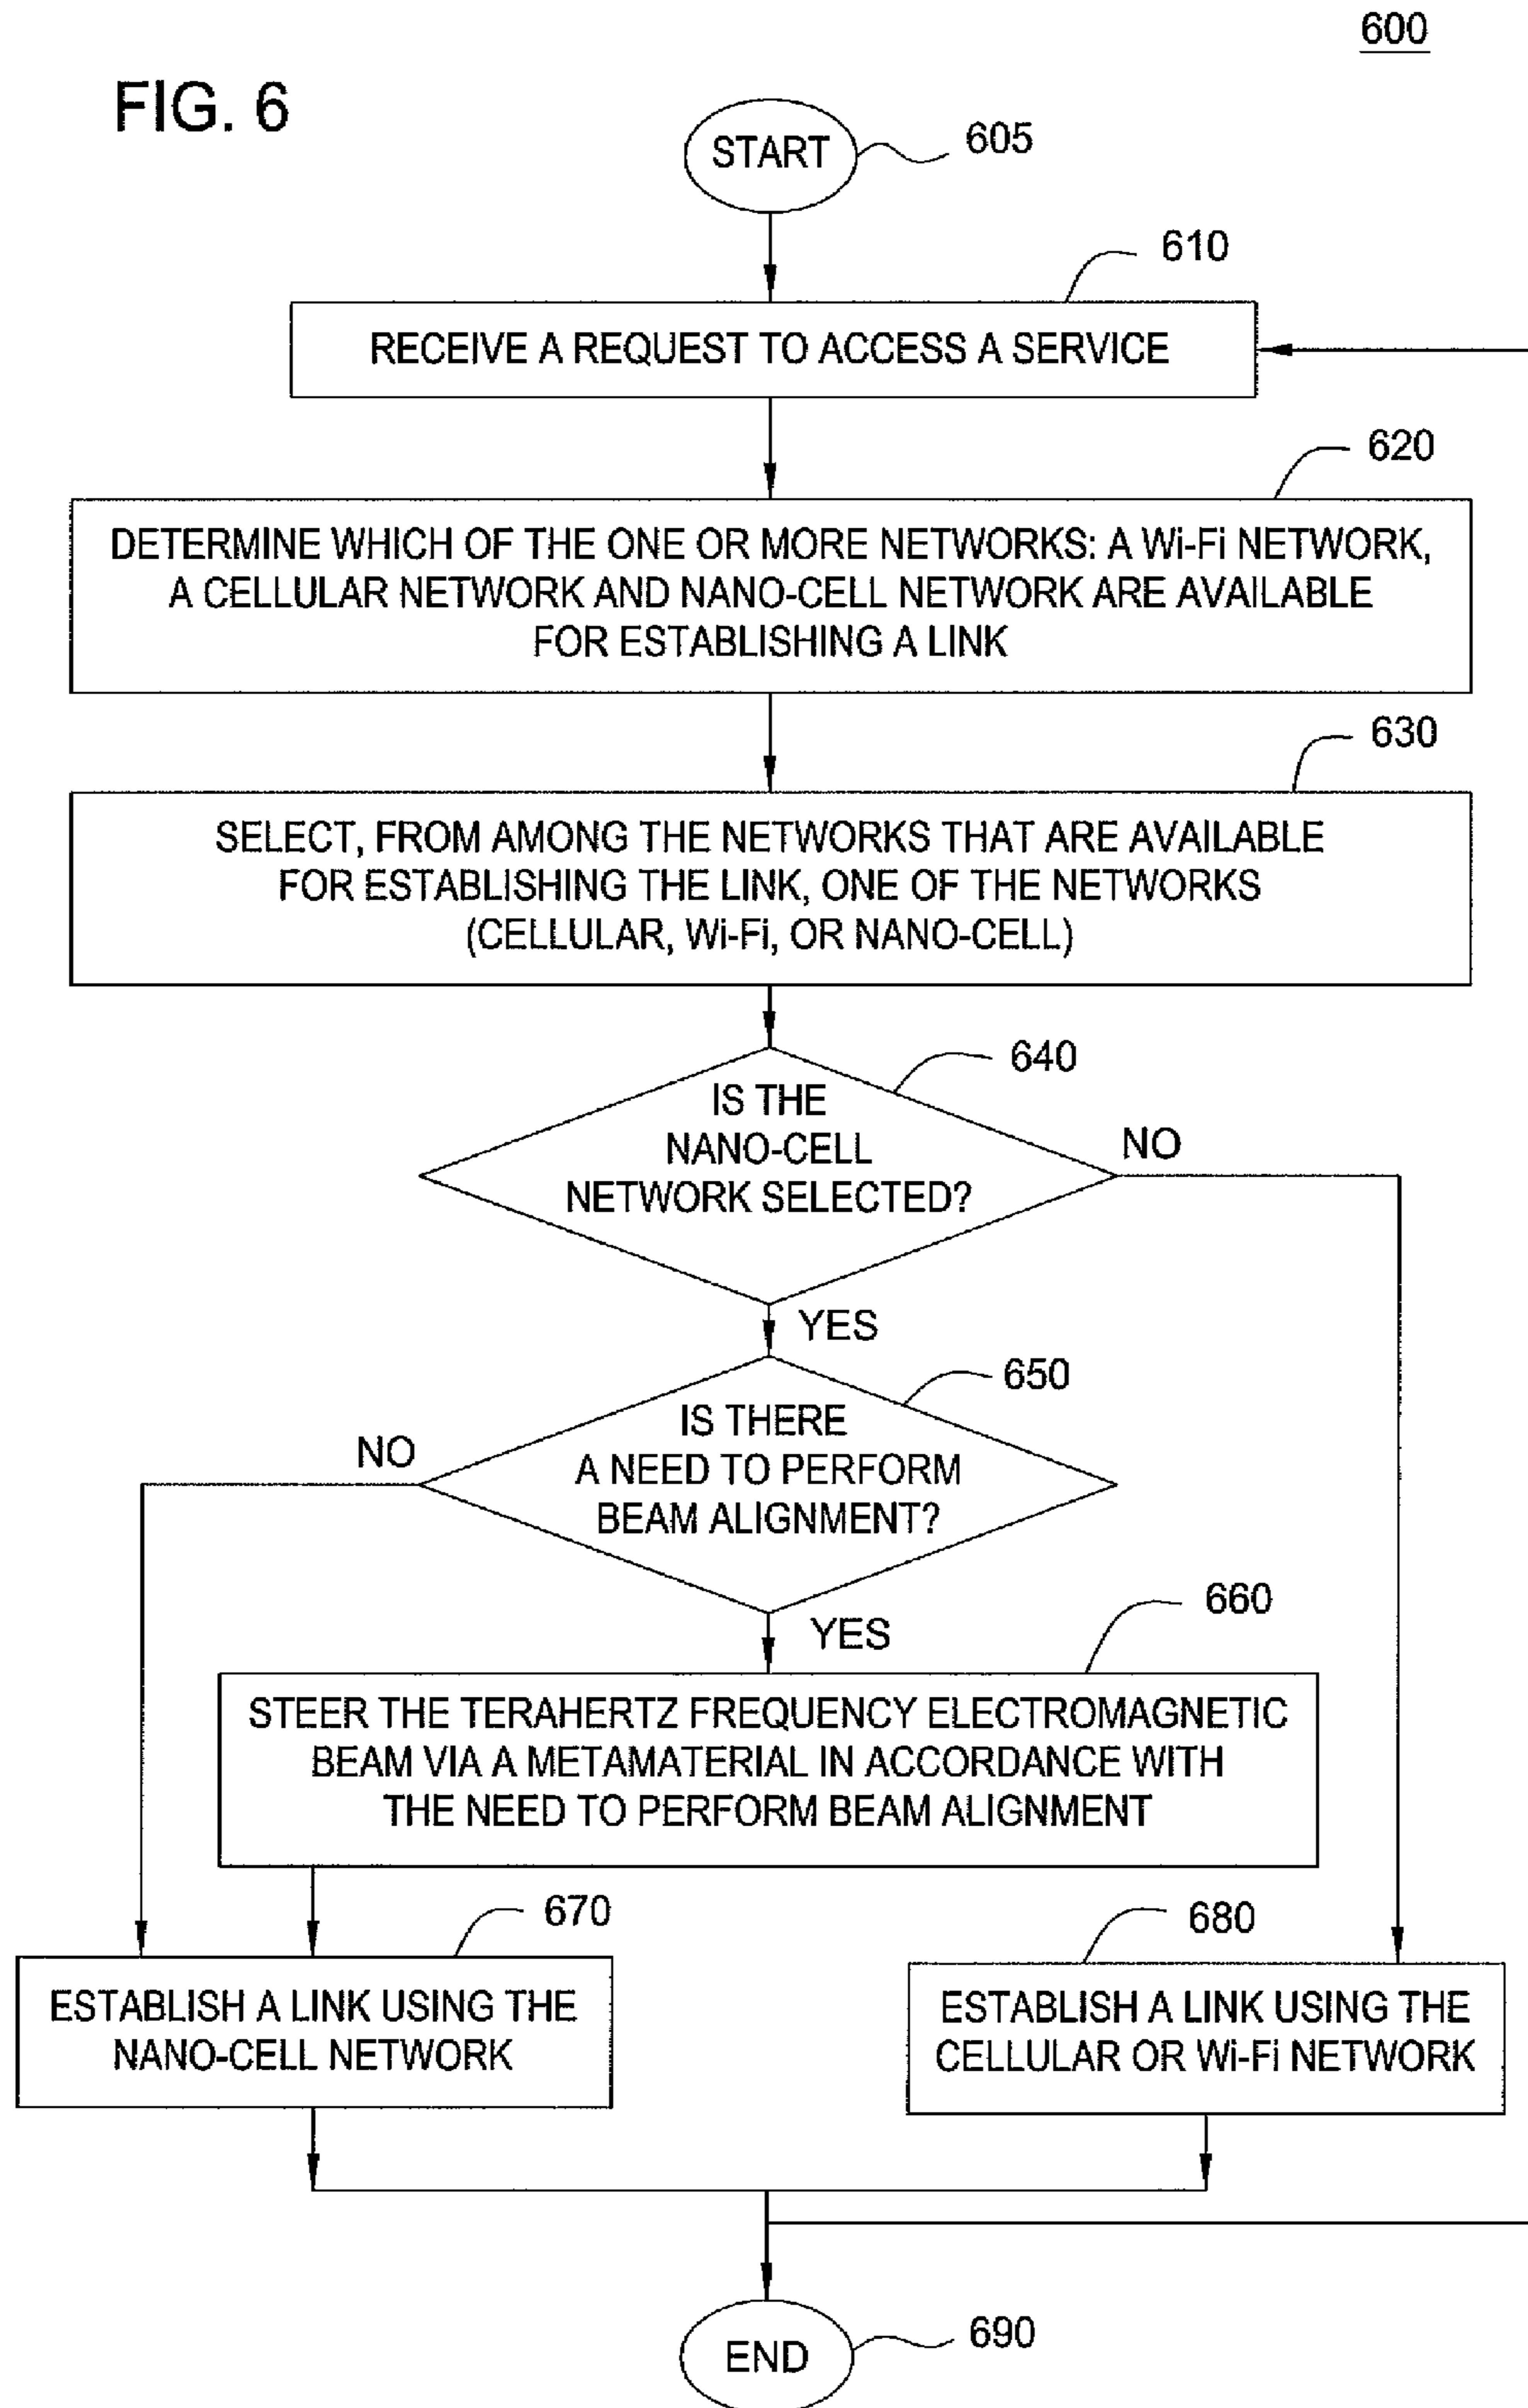 600
FIG. 6
START
605
610
RECEIVE A REQUEST TO ACCESS A SERVICE
620
DETERMINE WHICH OF THE ONE OR MORE NETWORKS: A Wi-Fi NETWORK,
A CELLULAR NETWORK AND NANO-CELL NETWORK ARE AVAILABLE
FOR ESTABLISHING A LINK
630
SELECT, FROM AMONG THE NETWORKS THAT ARE AVAILABLE
FOR ESTABLISHING THE LINK, ONE OF THE NETWORKS
(CELLULAR, Wi-Fi, OR NANO-CELL)
640
IS THE
NANO-CELL
NETWORK SELECTED?
NO
YES
650
IS THERE
A NEED TO PERFORM
BEAM ALIGNMENT?
NO
YES
660
STEER THE TERAHERTZ FREQUENCY ELECTROMAGNETIC
BEAM VIA A METAMATERIAL IN ACCORDANCE WITH
THE NEED TO PERFORM BEAM ALIGNMENT
670
ESTABLISH A LINK USING THE
NANO-CELL NETWORK
680
ESTABLISH A LINK USING THE
CELLULAR OR Wi-Fi NETWORK
END
690